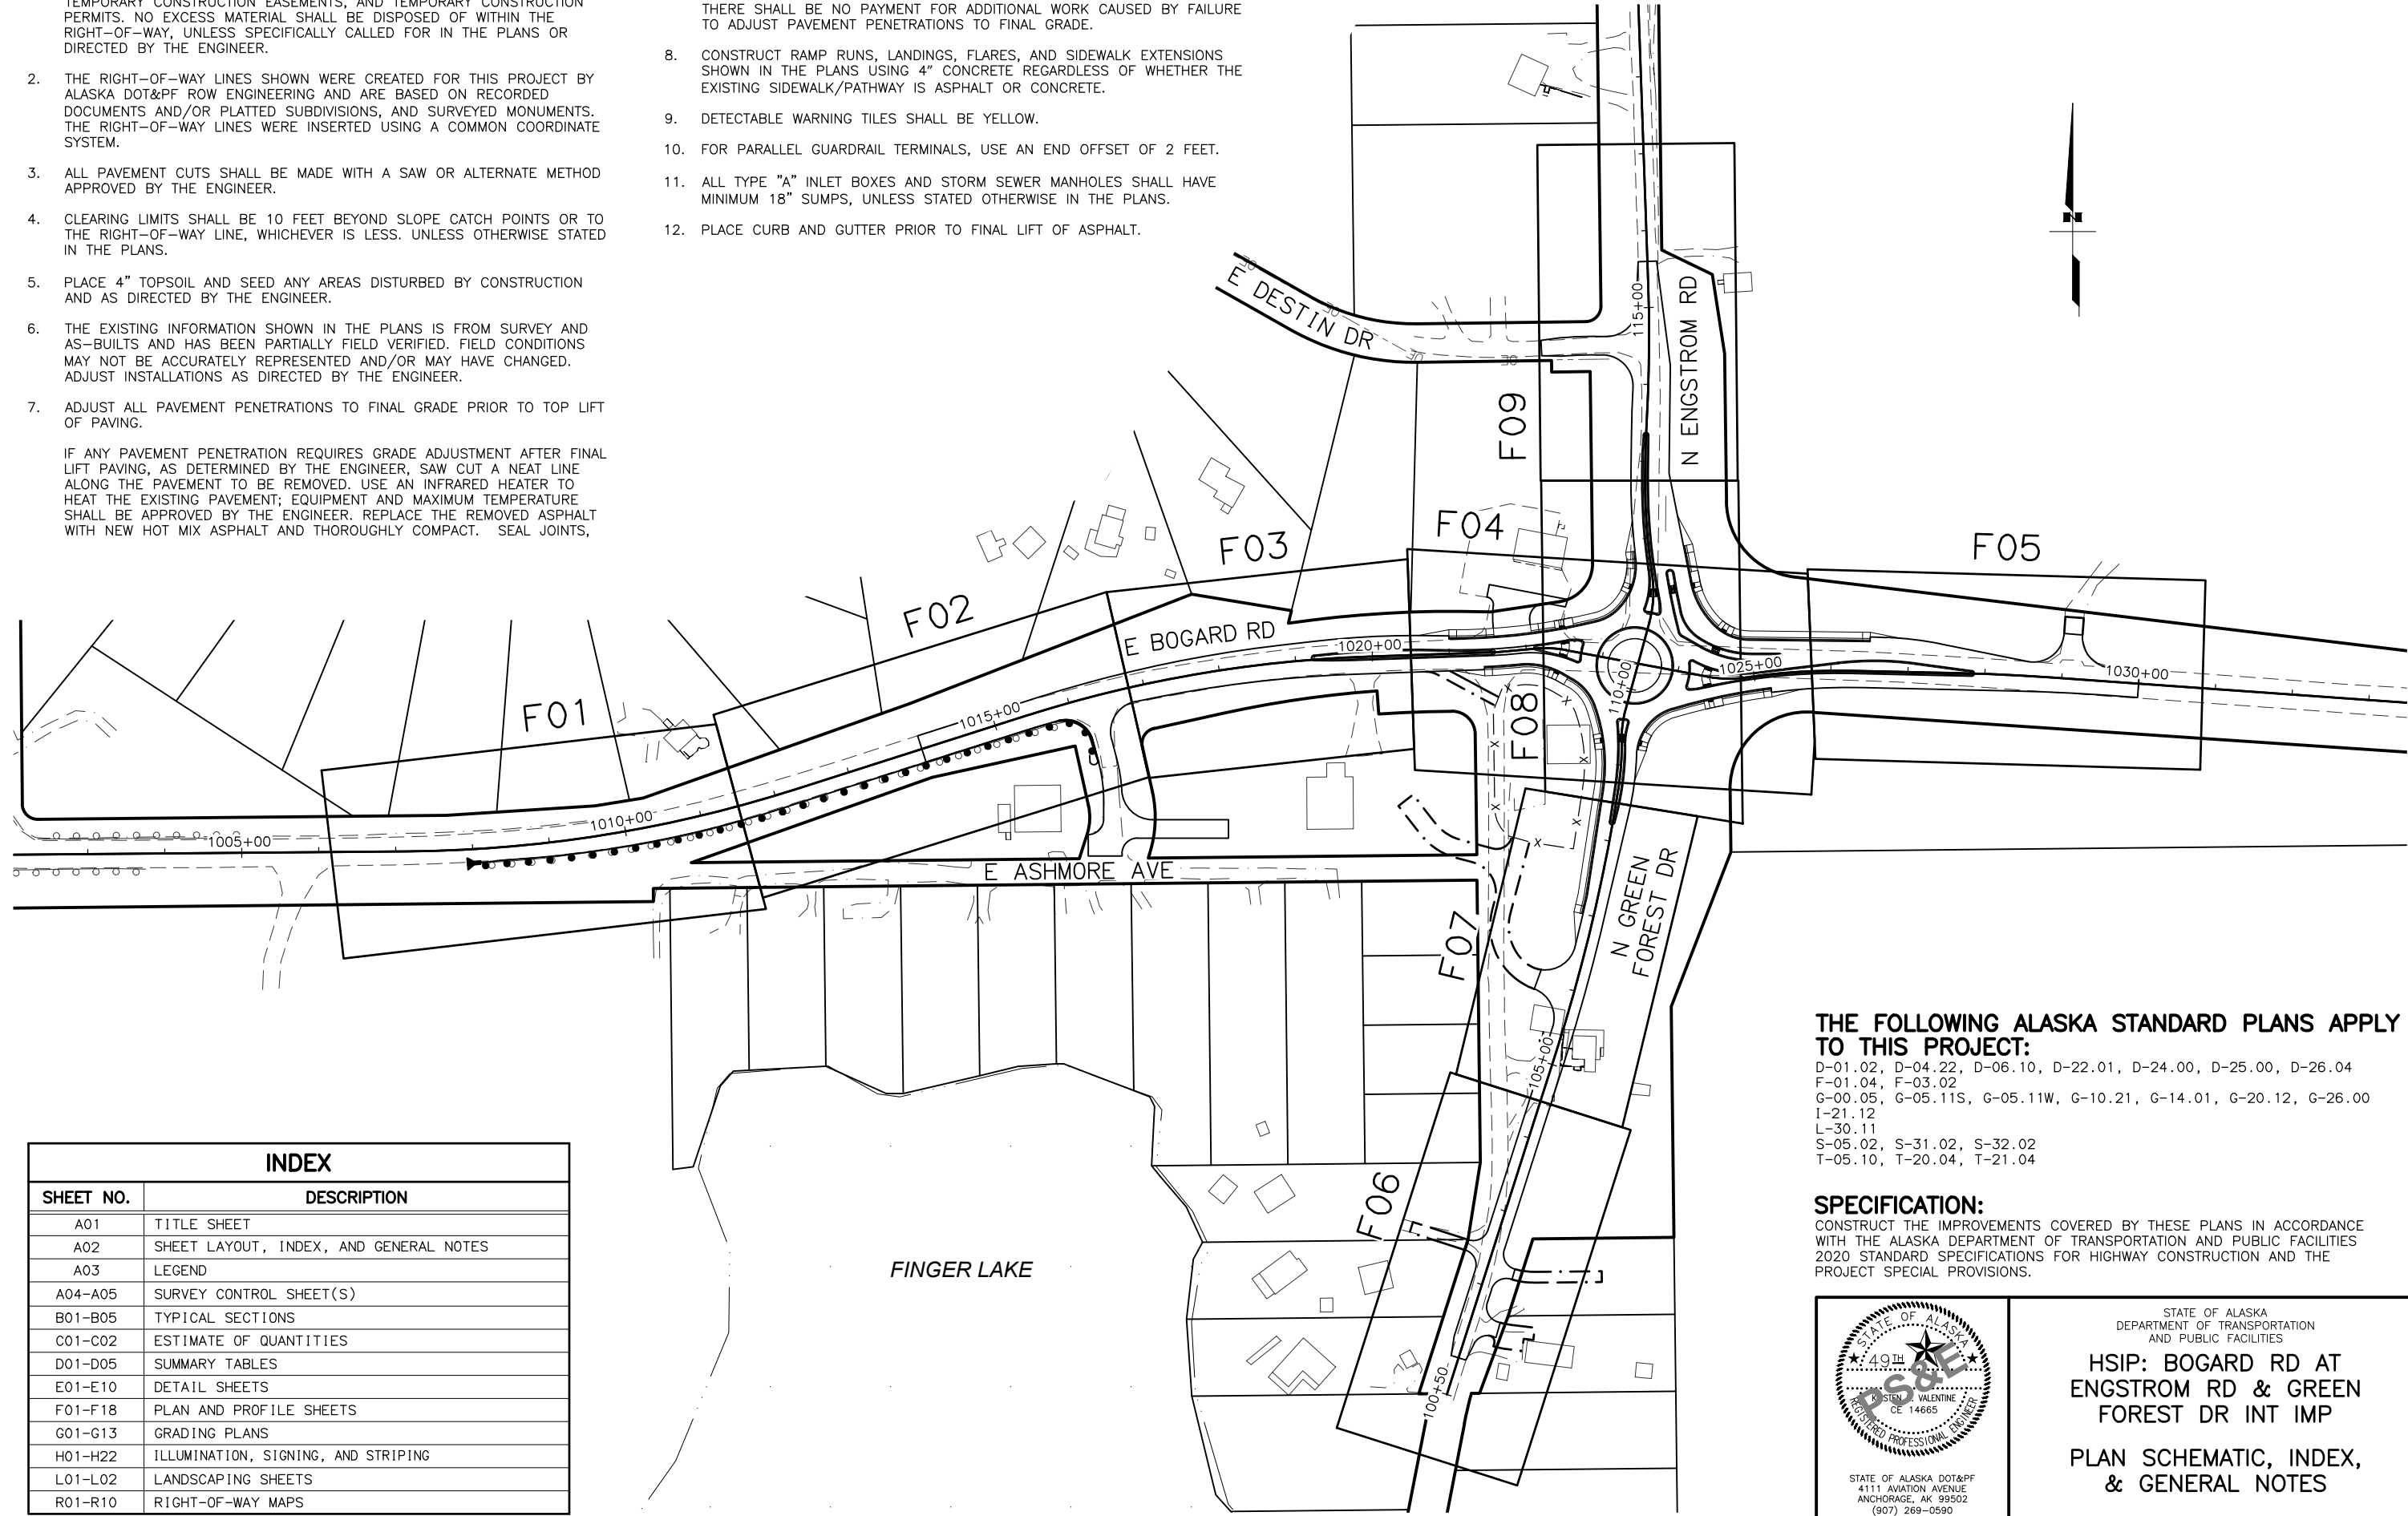 TEMPORARY CONSTRUCTION EASEMENTS, AND TEMPORARY CONSTRUCTION
PERMITS. NO EXCESS MATERIAL SHALL BE DISPOSED OF WITHIN THE
RIGHT-OF-WAY, UNLESS SPECIFICALLY CALLED FOR IN THE PLANS OR
DIRECTED BY THE ENGINEER.
2. THE RIGHT-OF-WAY LINES SHOWN WERE CREATED FOR THIS PROJECT BY
ALASKA DOT&PF ROW ENGINEERING AND ARE BASED ON RECORDED
DOCUMENTS AND/OR PLATTED SUBDIVISIONS, AND SURVEYED MONUMENTS.
THE RIGHT-OF-WAY LINES WERE INSERTED USING A COMMON COORDINATE
SYSTEM.
3. ALL PAVEMENT CUTS SHALL BE MADE WITH A SAW OR ALTERNATE METHOD
APPROVED BY THE ENGINEER.
4. CLEARING LIMITS SHALL BE 10 FEET BEYOND SLOPE CATCH POINTS OR TO
THE RIGHT-OF-WAY LINE, WHICHEVER IS LESS. UNLESS OTHERWISE STATED
IN THE PLANS.
5. PLACE 4" TOPSOIL AND SEED ANY AREAS DISTURBED BY CONSTRUCTION
AND AS DIRECTED BY THE ENGINEER.
6. THE EXISTING INFORMATION SHOWN IN THE PLANS IS FROM SURVEY AND
AS-BUILTS AND HAS BEEN PARTIALLY FIELD VERIFIED. FIELD CONDITIONS
MAY NOT BE ACCURATELY REPRESENTED AND/OR MAY HAVE CHANGED.
ADJUST INSTALLATIONS AS DIRECTED BY THE ENGINEER.
7. ADJUST ALL PAVEMENT PENETRATIONS TO FINAL GRADE PRIOR TO TOP LIFT
OF PAVING.
IF ANY PAVEMENT PENETRATION REQUIRES GRADE ADJUSTMENT AFTER FINAL
LIFT PAVING, AS DETERMINED BY THE ENGINEER, SAW CUT A NEAT LINE
ALONG THE PAVEMENT TO BE REMOVED. USE AN INFRARED HEATER TO
HEAT THE EXISTING PAVEMENT; EQUIPMENT AND MAXIMUM TEMPERATURE
SHALL BE APPROVED BY THE ENGINEER. REPLACE THE REMOVED ASPHALT
WITH NEW HOT MIX ASPHALT AND THOROUGHLY COMPACT. SEAL JOINTS,
THERE SHALL BE NO PAYMENT FOR ADDITIONAL WORK CAUSED BY FAILURE
TO ADJUST PAVEMENT PENETRATIONS TO FINAL GRADE.
8. CONSTRUCT RAMP RUNS, LANDINGS, FLARES, AND SIDEWALK EXTENSIONS
SHOWN IN THE PLANS USING 4" CONCRETE REGARDLESS OF WHETHER THE
EXISTING SIDEWALK/PATHWAY IS ASPHALT OR CONCRETE.
9. DETECTABLE WARNING TILES SHALL BE YELLOW.
10. FOR PARALLEL GUARDRAIL TERMINALS, USE AN END OFFSET OF 2 FEET.
11. ALL TYPE "A" INLET BOXES AND STORM SEWER MANHOLES SHALL HAVE
MINIMUM 18" SUMPS, UNLESS STATED OTHERWISE IN THE PLANS.
12. PLACE CURB AND GUTTER PRIOR TO FINAL LIFT OF ASPHALT.
N
E DESTIN DR
115+00
N ENGSTROM RD
F09
F04
F03
F05
F02
F01
E BOGARD RD
1020+00
1025+00
1030+00
110+00
1015+00
F08
1010+00
1005+00
E ASHMORE AVE
N GREEN
FOREST DR
F07
105+00
F06
100+50
FINGER LAKE
INDEX
SHEET NO. DESCRIPTION
A01 TITLE SHEET
A02 SHEET LAYOUT, INDEX, AND GENERAL NOTES
A03 LEGEND
A04-A05 SURVEY CONTROL SHEET(S)
B01-B05 TYPICAL SECTIONS
C01-C02 ESTIMATE OF QUANTITIES
D01-D05 SUMMARY TABLES
E01-E10 DETAIL SHEETS
F01-F18 PLAN AND PROFILE SHEETS
G01-G13 GRADING PLANS
H01-H22 ILLUMINATION, SIGNING, AND STRIPING
L01-L02 LANDSCAPING SHEETS
R01-R10 RIGHT-OF-WAY MAPS
THE FOLLOWING ALASKA STANDARD PLANS APPLY
TO THIS PROJECT:
D-01.02, D-04.22, D-06.10, D-22.01, D-24.00, D-25.00, D-26.04
F-01.04, F-03.02
G-00.05, G-05.11S, G-05.11W, G-10.21, G-14.01, G-20.12, G-26.00
I-21.12
L-30.11
S-05.02, S-31.02, S-32.02
T-05.10, T-20.04, T-21.04
SPECIFICATION:
CONSTRUCT THE IMPROVEMENTS COVERED BY THESE PLANS IN ACCORDANCE
WITH THE ALASKA DEPARTMENT OF TRANSPORTATION AND PUBLIC FACILITIES
2020 STANDARD SPECIFICATIONS FOR HIGHWAY CONSTRUCTION AND THE
PROJECT SPECIAL PROVISIONS.
STATE OF ALASKA
49TH
PS&E
VALENTINE
CE 14665
REGISTERED PROFESSIONAL ENGINEER
STATE OF ALASKA DOT&PF
4111 AVIATION AVENUE
ANCHORAGE, AK 99502
(907) 269-0590
STATE OF ALASKA
DEPARTMENT OF TRANSPORTATION
AND PUBLIC FACILITIES
HSIP: BOGARD RD AT
ENGSTROM RD & GREEN
FOREST DR INT IMP
PLAN SCHEMATIC, INDEX,
& GENERAL NOTES